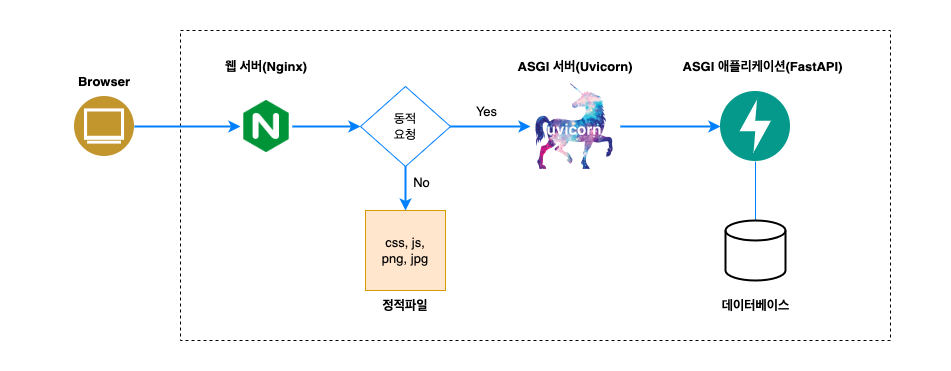 Browser
웹 서버(Nginx)
N
동적
요청
Yes
No
css, js,
png, jpg
정적파일
ASGI 서버(Uvicorn)
uvicorn
ASGI 애플리케이션(FastAPI)
데이터베이스